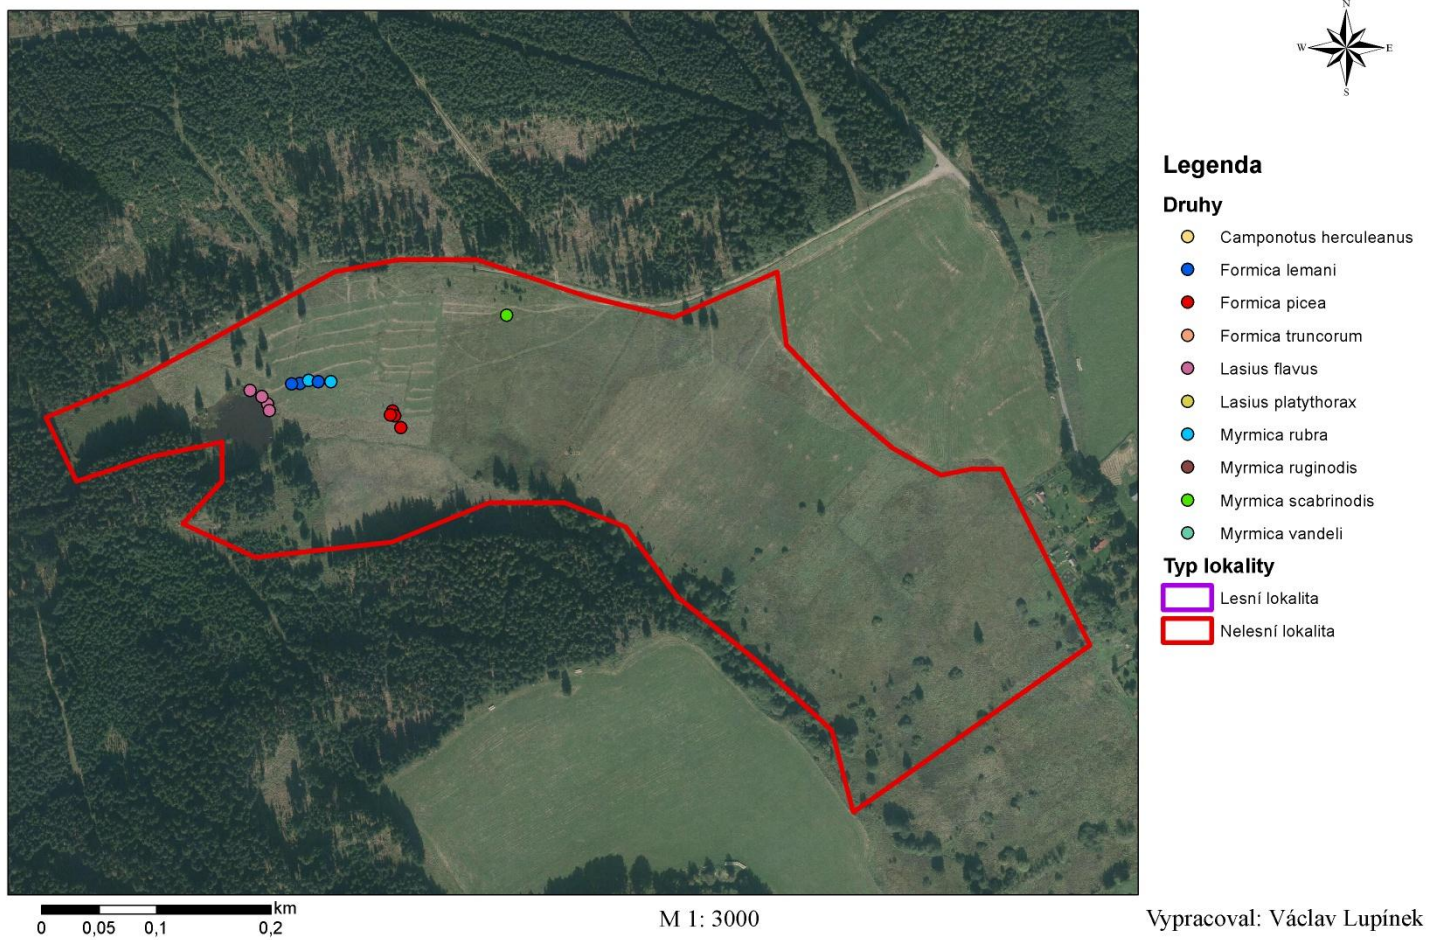 N
W E
S
Legenda
Druhy
Camponotus herculeanus
Formica lemani
Formica picea
Formica truncorum
Lasius flavus
Lasius platythorax
Myrmica rubra
Myrmica ruginodis
Myrmica scabrinodis
Myrmica vandeli
Typ lokality
Lesní lokalita
Nelesní lokalita
km
0 0,05 0,1 0,2
M 1: 3000
Vypracoval: Václav Lupínek